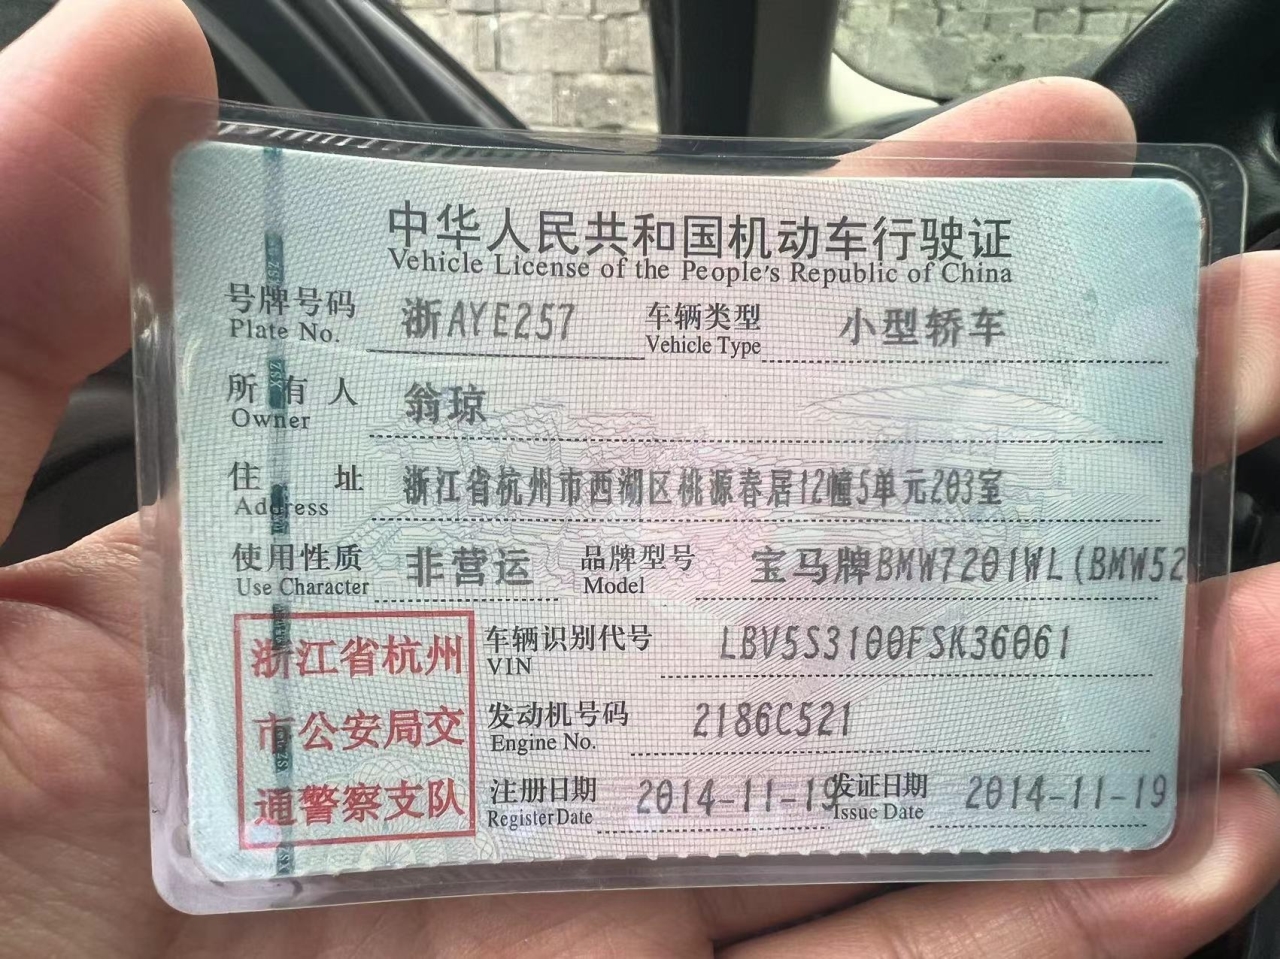 中华人民共和国机动车行驶证
Vehicle License of the People's Republic of China
号牌号码 浙AYE257 车辆类型 小型轿车
Plate No. Vehicle Type
所有人 翁琼
Owner
住址 浙江省杭州市西湖区桃源春居12幢5单元203室
Address
使用性质 非营运 品牌型号 宝马牌BMW7201WL(BMW52
Use Character Model
浙江省杭州
市公安局交
通警察支队
车辆识别代号 LBV5S3100FSK36061
VIN
发动机号码 2186C521
Engine No.
注册日期 2014-11-19 发证日期 2014-11-19
Register Date Issue Date